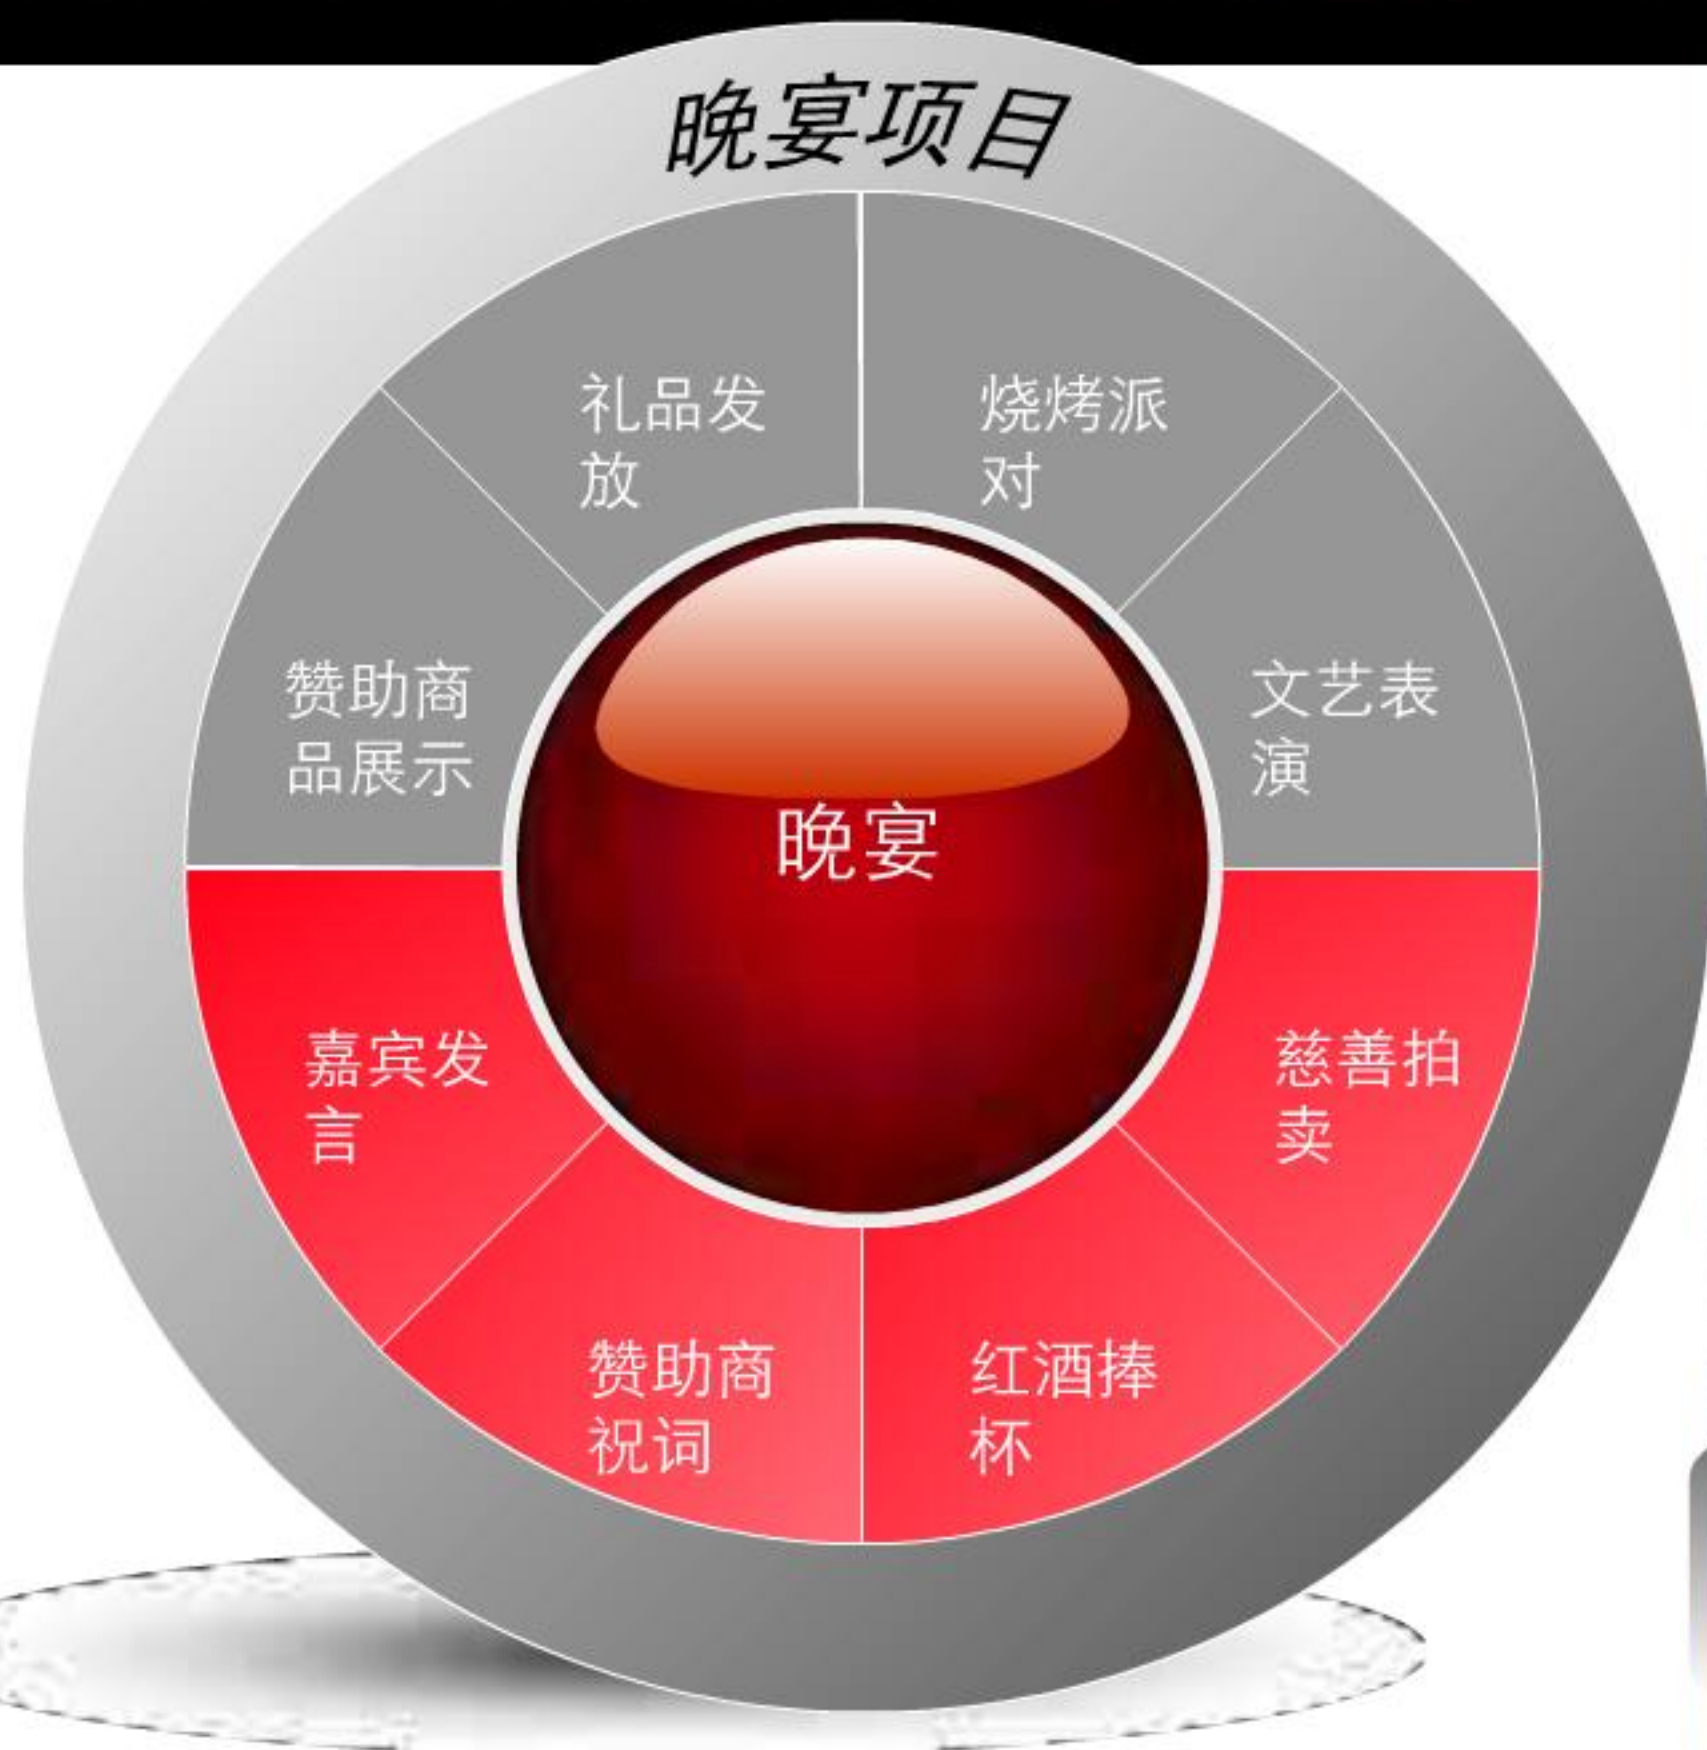 晚宴项目
礼品发
放
烧烤派
对
赞助商
品展示
文艺表
演
晚宴
嘉宾发
言
慈善拍
卖
赞助商
祝词
红酒捧
杯